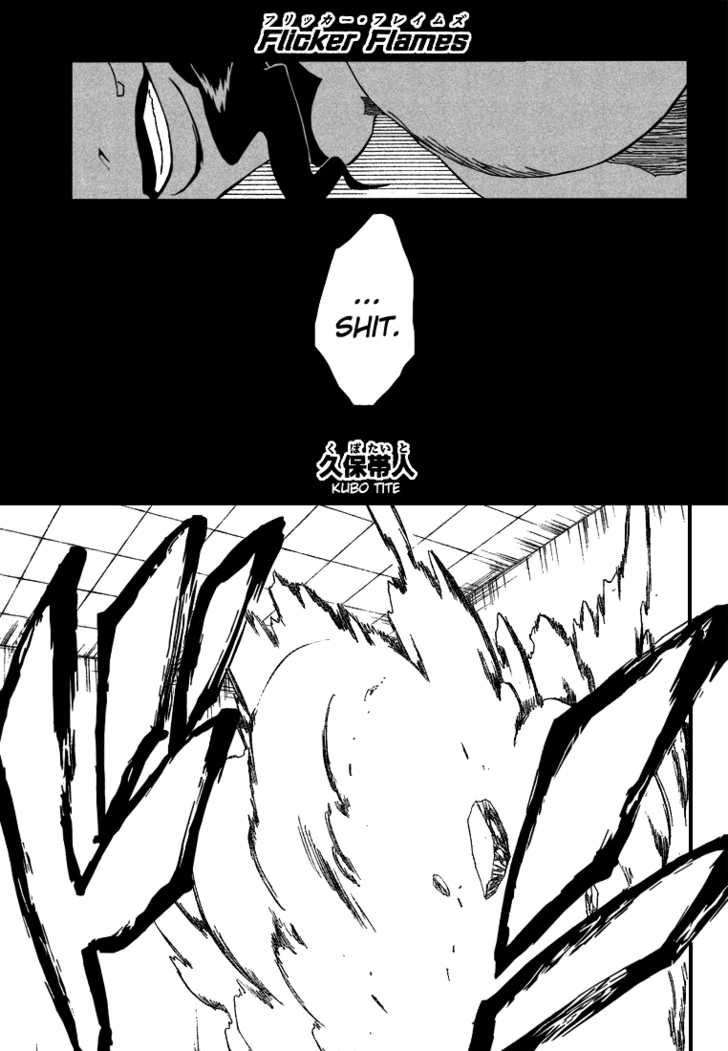 フリッカー・フレイムズ
Flicker Flames
...
SHIT.
くぼたいと
久保帯人
KUBO TITE